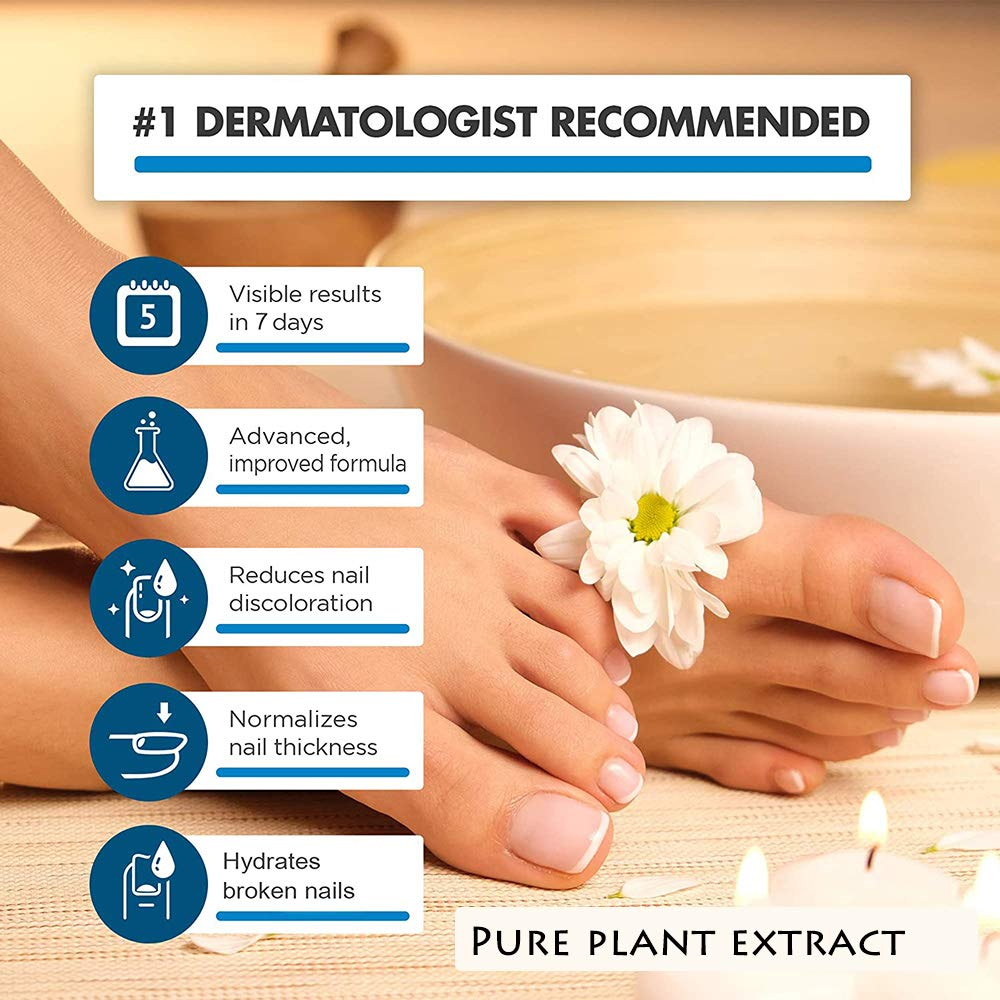 #1 DERMATOLOGIST RECOMMENDED
5
Visible results
in 7 days
Advanced,
improved formula
Reduces nail
discoloration
Normalizes
nail thickness
Hydrates
broken nails
PURE PLANT EXTRACT